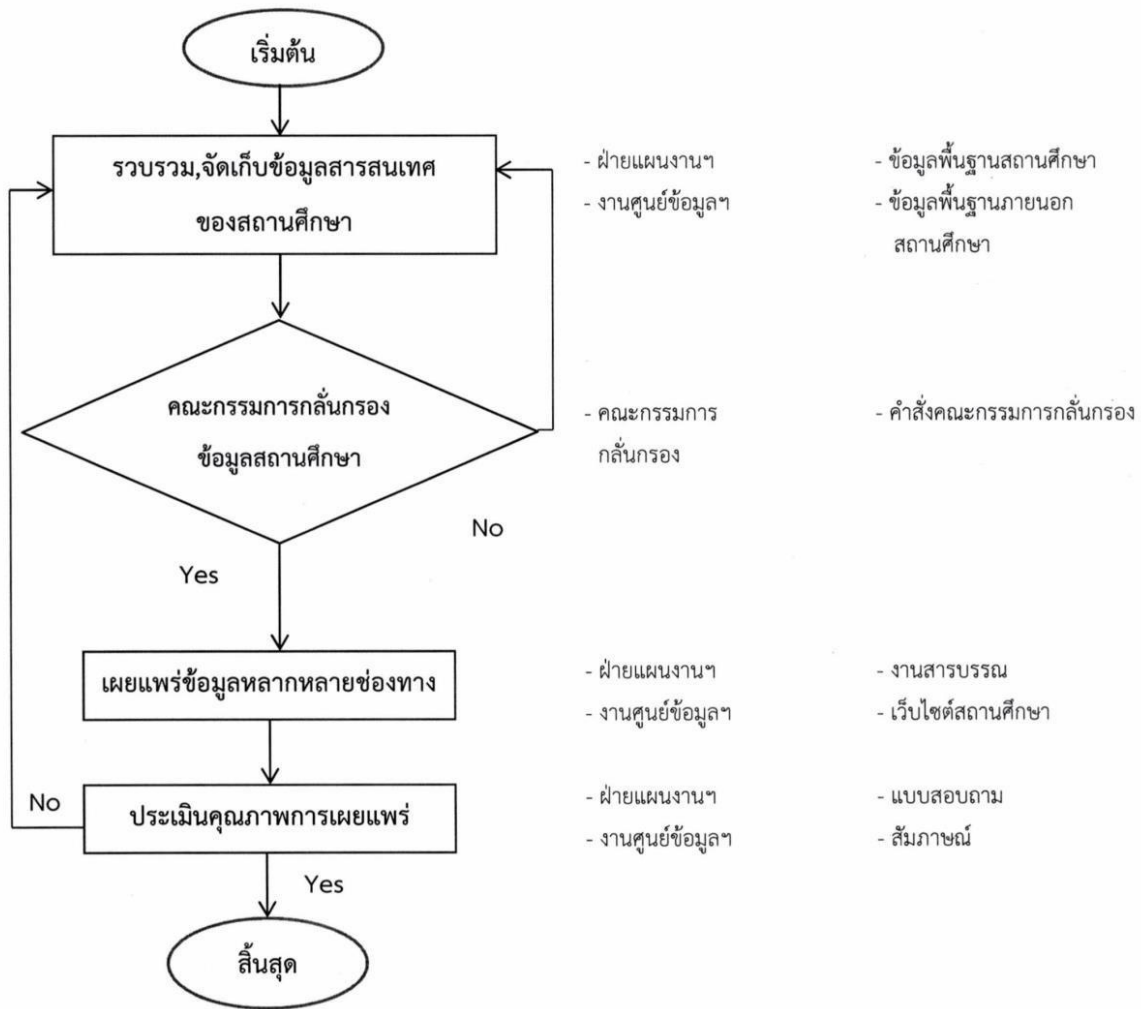 เริ่มต้น
รวบรวม,จัดเก็บข้อมูลสารสนเทศ
ของสถานศึกษา
- ฝ่ายแผนงานฯ
- งานศูนย์ข้อมูลฯ
- ข้อมูลพื้นฐานสถานศึกษา
- ข้อมูลพื้นฐานภายนอก
สถานศึกษา
คณะกรรมการกลั่นกรอง
ข้อมูลสถานศึกษา
- คณะกรรมการ
กลั่นกรอง
- คำสั่งคณะกรรมการกลั่นกรอง
No
Yes
เผยแพร่ข้อมูลหลากหลายช่องทาง
- ฝ่ายแผนงานฯ
- งานศูนย์ข้อมูลฯ
- งานสารบรรณ
- เว็บไซต์สถานศึกษา
No
ประเมินคุณภาพการเผยแพร่
- ฝ่ายแผนงานฯ
- งานศูนย์ข้อมูลฯ
- แบบสอบถาม
- สัมภาษณ์
Yes
สิ้นสุด